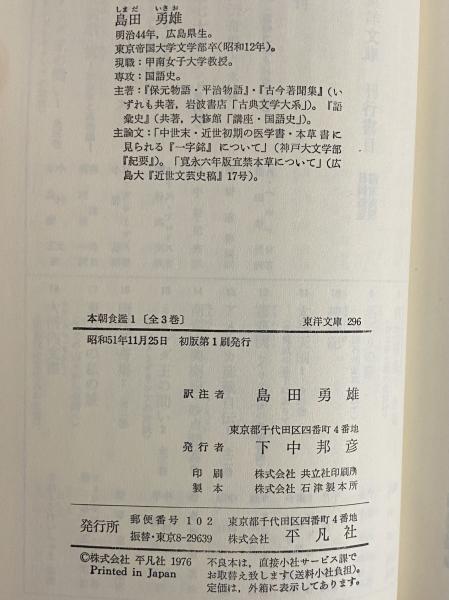 しまだ いさお
島田 勇雄
明治44年，広島県生。
東京帝国大学文学部卒(昭和12年)。
現職：甲南女子大学教授。
専攻：国語史。
主著：『保元物語・平治物語』・『古今著聞集』(い
ずれも共著，岩波書店「古典文学大系」)。『語
彙史』(共著，大修館「講座・国語史」)。
主論文：「中世末・近世初期の医学書・本草書に
見られる『一字銘』について」(神戸大文学部
『紀要』)。「寛永六年版宜禁本草について」(広
島大『近世文芸史稿』17号)。
本朝食鑑1〔全3巻〕 東洋文庫 296
昭和51年11月25日 初版第1刷発行
訳注者 島田勇雄
東京都千代田区四番町4番地
発行者 下中邦彦
印刷 株式会社 共立社印刷所
製本 株式会社 石津製本所
発行所 郵便番号 102 東京都千代田区四番町4番地
振替・東京8-29639 株式会社 平凡社
©株式会社 平凡社 1976 不良本は，直接小社サービス課で
Printed in Japan お取替え致します(送料小社負担)。
定価は，外箱に表示してあります。